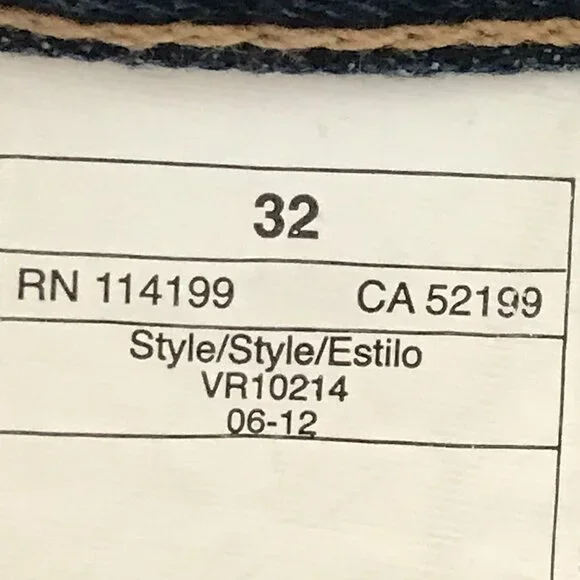 32
RN 114199 CA 52199
Style/Style/Estilo
VR10214
06-12